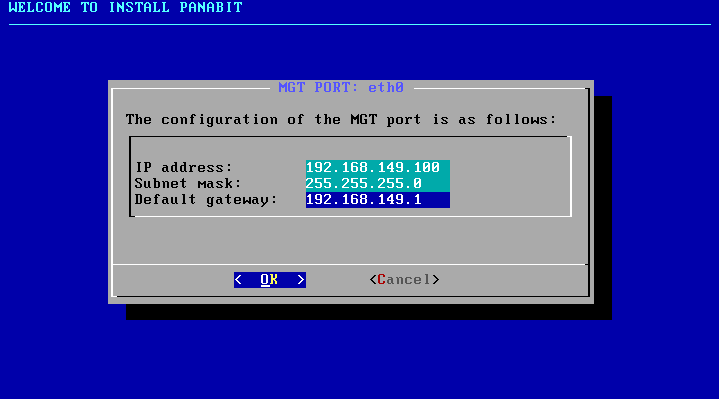 WELCOME TO INSTALL PANABIT
MGT PORT: eth0
The configuration of the MGT port is as follows:
IP address: 192.168.149.100
Subnet mask: 255.255.255.0
Default gateway: 192.168.149.1
< OK > <Cancel>